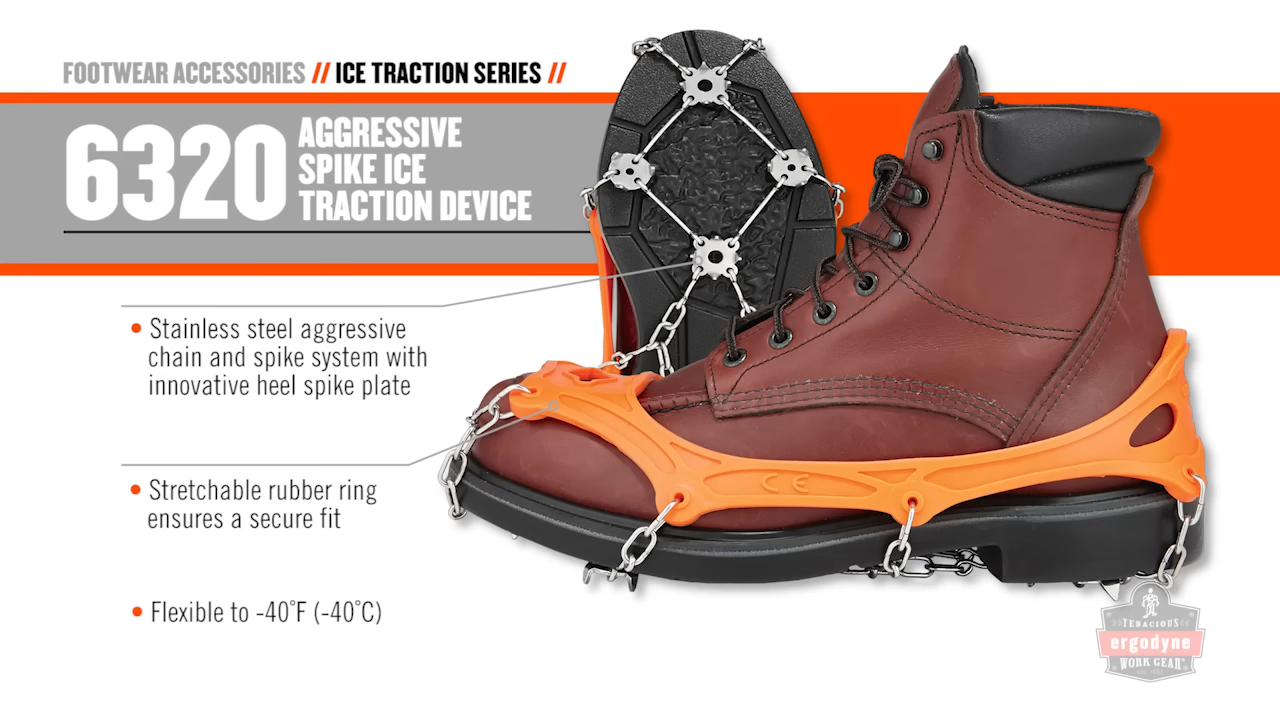 FOOTWEAR ACCESSORIES // ICE TRACTION SERIES //
6320
AGGRESSIVE
SPIKE ICE
TRACTION DEVICE
• Stainless steel aggressive
chain and spike system with
innovative heel spike plate
• Stretchable rubber ring
ensures a secure fit
• Flexible to -40°F (-40°C)
CE
TENACIOUS
ergodyne
WORK GEAR